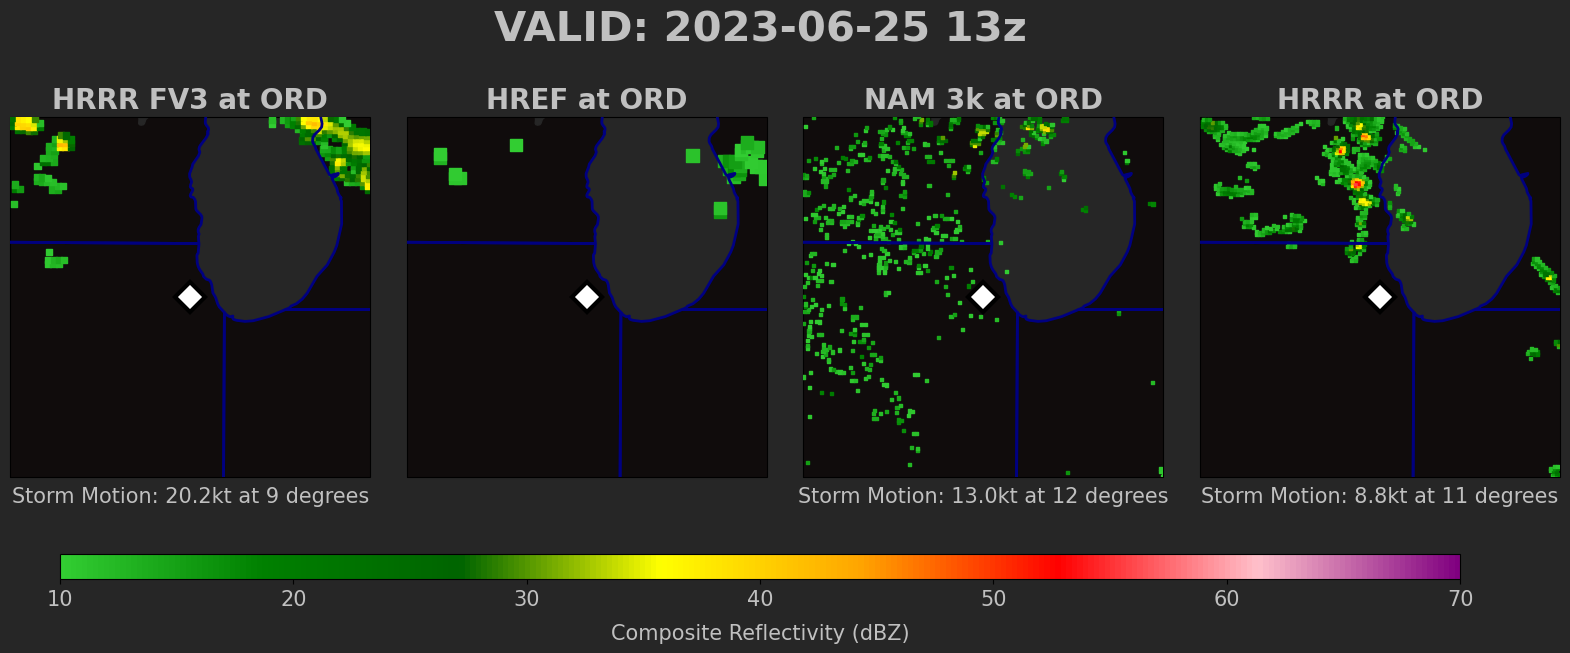 VALID: 2023-06-25 13z
HRRR FV3 at ORD
HREF at ORD
NAM 3k at ORD
HRRR at ORD
Storm Motion: 20.2kt at 9 degrees
Storm Motion: 13.0kt at 12 degrees
Storm Motion: 8.8kt at 11 degrees
10 20 30 40 50 60 70
Composite Reflectivity (dBZ)